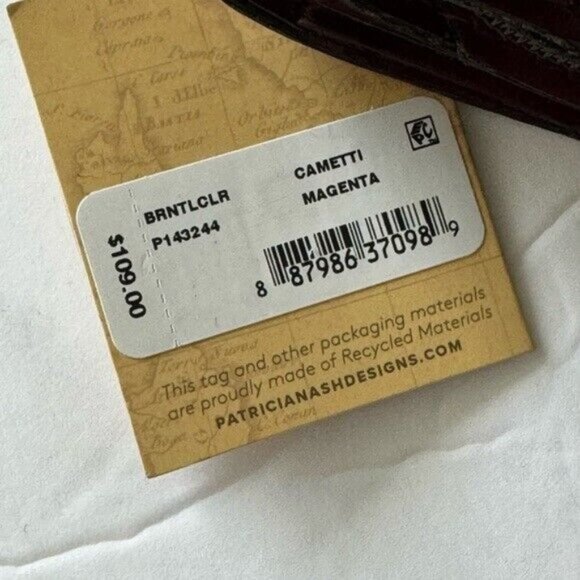 $109.00
BRNTLCLR
P143244
CAMETTI
MAGENTA
8 87986 37098 9
This tag and other packaging materials
are proudly made of Recycled Materials
PATRICIANASHDESIGNS.COM